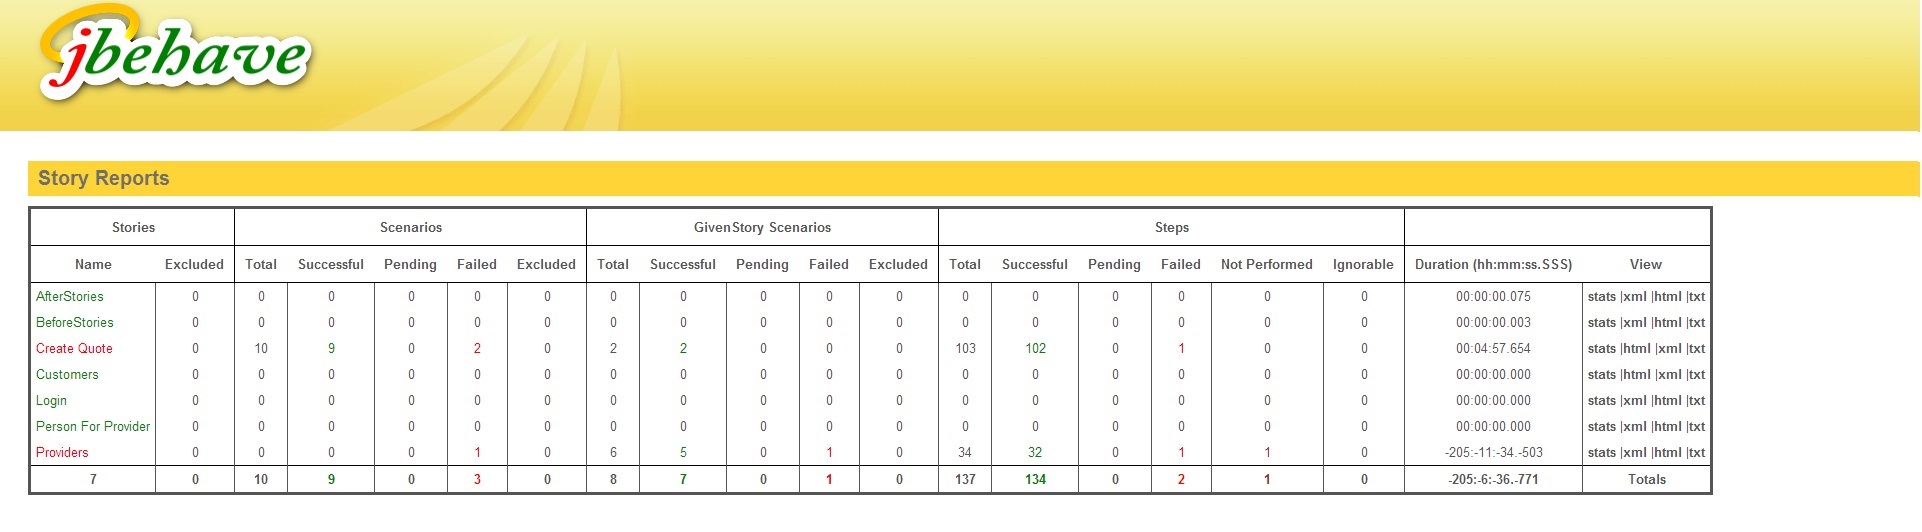 jbehave
Story Reports
Stories Scenarios GivenStory Scenarios Steps
Name Excluded Total Successful Pending Failed Excluded Total Successful Pending Failed Excluded Total Successful Pending Failed Not Performed Ignorable Duration (hh:mm:ss.SSS) View
AfterStories 0 0 0 0 0 0 0 0 0 0 0 0 0 0 0 0 0 00:00:00.075 stats |xml |html |txt
BeforeStories 0 0 0 0 0 0 0 0 0 0 0 0 0 0 0 0 0 00:00:00.003 stats |xml |html |txt
Create Quote 0 10 9 0 2 0 2 2 0 0 0 103 102 0 1 0 0 00:04:57.654 stats |html |xml |txt
Customers 0 0 0 0 0 0 0 0 0 0 0 0 0 0 0 0 0 00:00:00.000 stats |html |xml |txt
Login 0 0 0 0 0 0 0 0 0 0 0 0 0 0 0 0 0 00:00:00.000 stats |xml |html |txt
Person For Provider 0 0 0 0 0 0 0 0 0 0 0 0 0 0 0 0 0 00:00:00.000 stats |xml |html |txt
Providers 0 0 0 0 1 0 6 5 0 1 0 34 32 0 1 1 0 -205:-11:-34.-503 stats |xml |html |txt
7 0 10 9 0 3 0 8 7 0 1 0 137 134 0 2 1 0 -205:-6:-36.-771 Totals